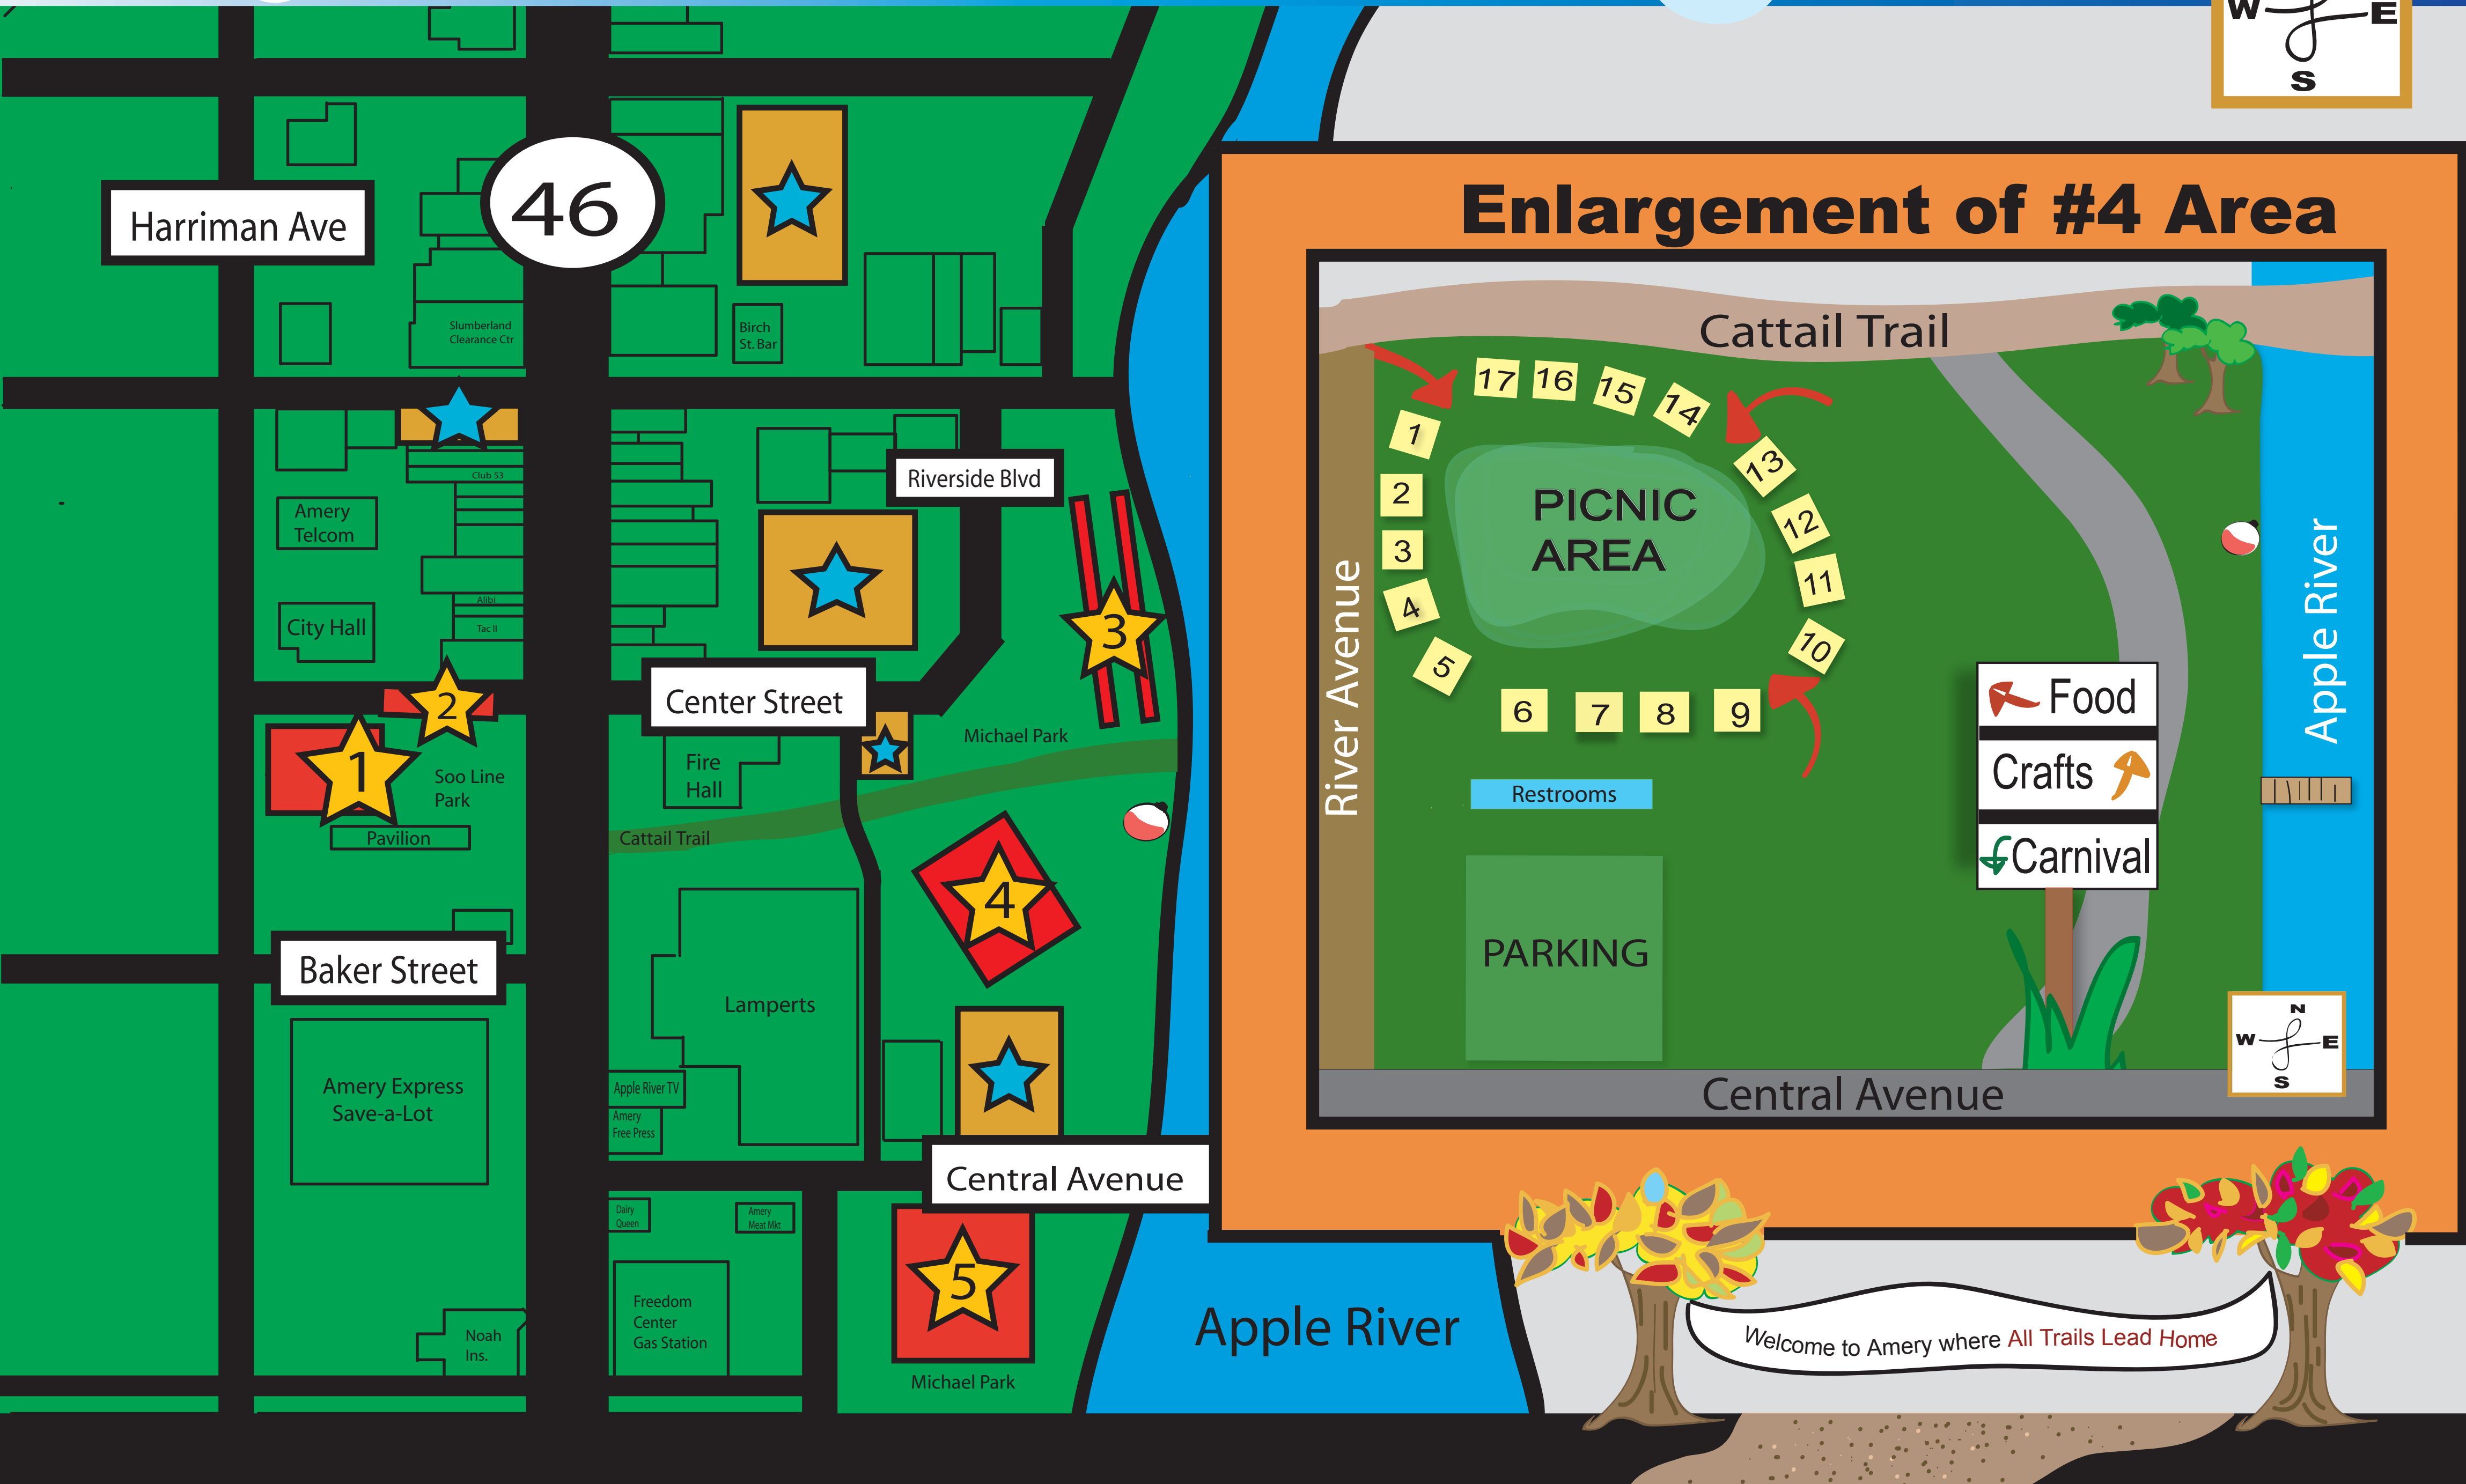 W E
S
Harriman Ave
46
Slumberland
Clearance Ctr
Birch
St. Bar
Club 53
Amery
Telcom
Riverside Blvd
Alibi
City Hall
Tac II
3
2
Center Street
1
Soo Line
Park
Pavilion
Fire
Hall
Michael Park
Cattail Trail
4
Baker Street
Lamperts
Amery Express
Save-a-Lot
Apple River TV
Amery
Free Press
Central Avenue
Dairy
Queen
Amery
Meat Mkt
5
Freedom
Center
Gas Station
Noah
Ins.
Michael Park
Apple River
Enlargement of #4 Area
Cattail Trail
17 16 15 14
1
13
2
12
3
11
4
10
5
6 7 8 9
PICNIC
AREA
River Avenue
Restrooms
PARKING
Food
Crafts
Carnival
Apple River
N
W E
S
Central Avenue
Welcome to Amery where All Trails Lead Home